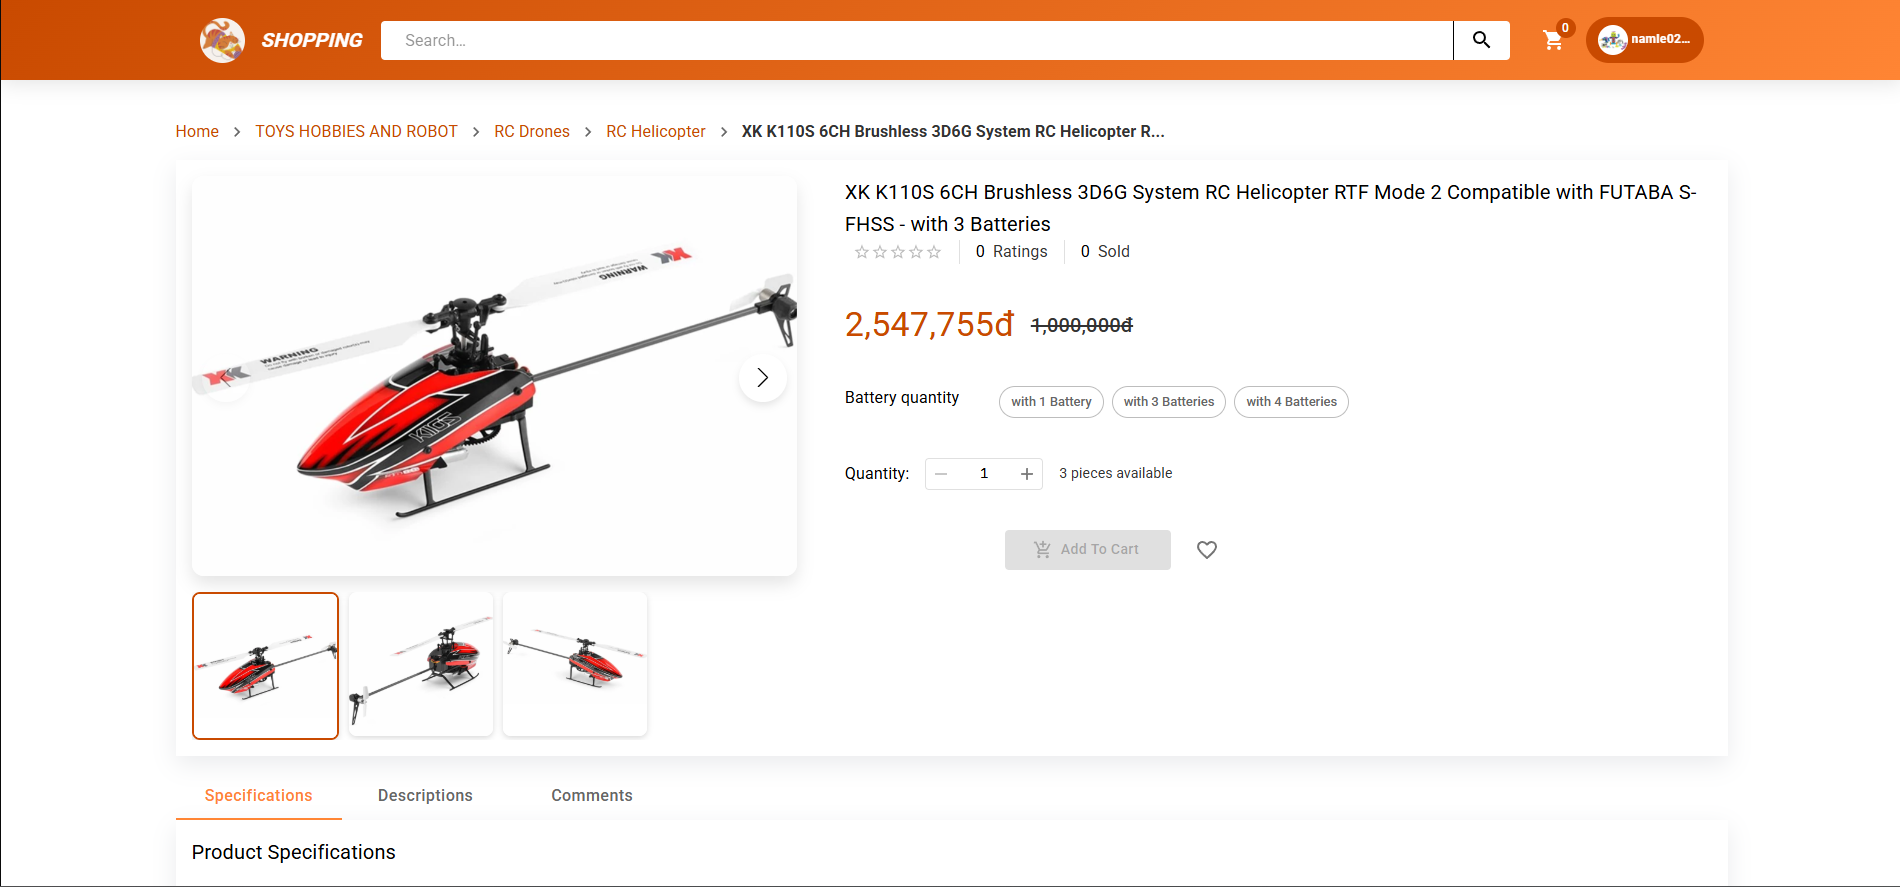 SHOPPING
Search...
0
namle02...
Home > TOYS HOBBIES AND ROBOT > RC Drones > RC Helicopter > XK K110S 6CH Brushless 3D6G System RC Helicopter R...
XK K110S 6CH Brushless 3D6G System RC Helicopter RTF Mode 2 Compatible with FUTABA S-
FHSS - with 3 Batteries
0 Ratings
0 Sold
2,547,755đ 1,000,000đ
WARNING
XK
WARNING
XK
Battery quantity
with 1 Battery
with 3 Batteries
with 4 Batteries
Quantity: 1 3 pieces available
Add To Cart
Specifications
Descriptions
Comments
Product Specifications